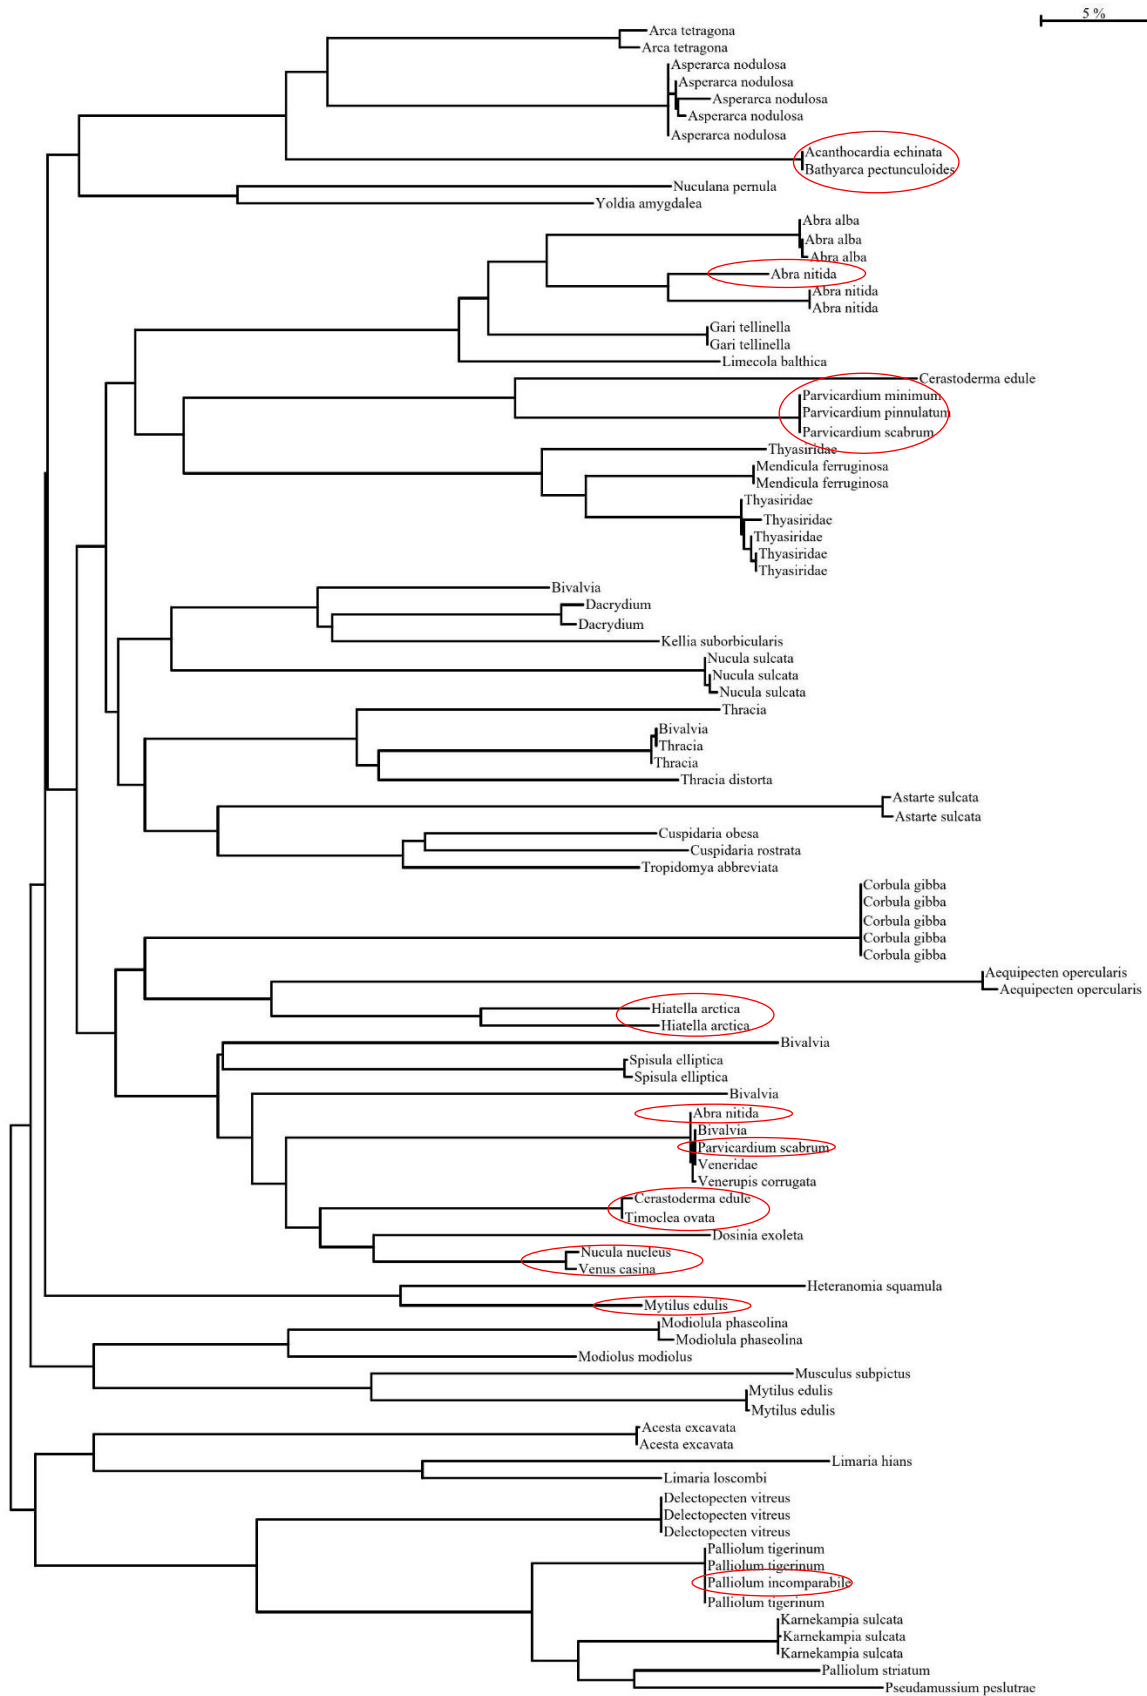 5 %
Arca tetragona
Arca tetragona
Asperarca nodulosa
Asperarca nodulosa
Asperarca nodulosa
Asperarca nodulosa
Asperarca nodulosa
Acanthocardia echinata
Bathyarca pectunculoides
Nuculana pernula
Yoldia amygdalea
Abra alba
Abra alba
Abra alba
Abra nitida
Abra nitida
Abra nitida
Gari tellinella
Gari tellinella
Limecola balthica
Cerastoderma edule
Parvicardium minimum
Parvicardium pinnulatum
Parvicardium scabrum
Thyasiridae
Mendicula ferruginosa
Mendicula ferruginosa
Thyasiridae
Thyasiridae
Thyasiridae
Thyasiridae
Thyasiridae
Bivalvia
Dacrydium
Dacrydium
Kellia suborbicularis
Nucula sulcata
Nucula sulcata
Nucula sulcata
Thracia
Bivalvia
Thracia
Thracia
Thracia distorta
Astarte sulcata
Astarte sulcata
Cuspidaria obesa
Cuspidaria rostrata
Tropidomya abbreviata
Corbula gibba
Corbula gibba
Corbula gibba
Corbula gibba
Corbula gibba
Aequipecten opercularis
Aequipecten opercularis
Hiatella arctica
Hiatella arctica
Bivalvia
Spisula elliptica
Spisula elliptica
Bivalvia
Abra nitida
Bivalvia
Parvicardium scabrum
Veneridae
Venerupis corrugata
Cerastoderma edule
Timoclea ovata
Dosinia exoleta
Nucula nucleus
Venus casina
Heteranomia squamula
Mytilus edulis
Modiolula phaseolina
Modiolula phaseolina
Modiolus modiolus
Musculus subpictus
Mytilus edulis
Mytilus edulis
Acesta excavata
Acesta excavata
Limaria hians
Limaria loscombi
Delectopecten vitreus
Delectopecten vitreus
Delectopecten vitreus
Palliolum tigerinum
Palliolum tigerinum
Palliolum incomparabile
Palliolum tigerinum
Karnekampia sulcata
Karnekampia sulcata
Karnekampia sulcata
Palliolum striatum
Pseudamussium peslutrae